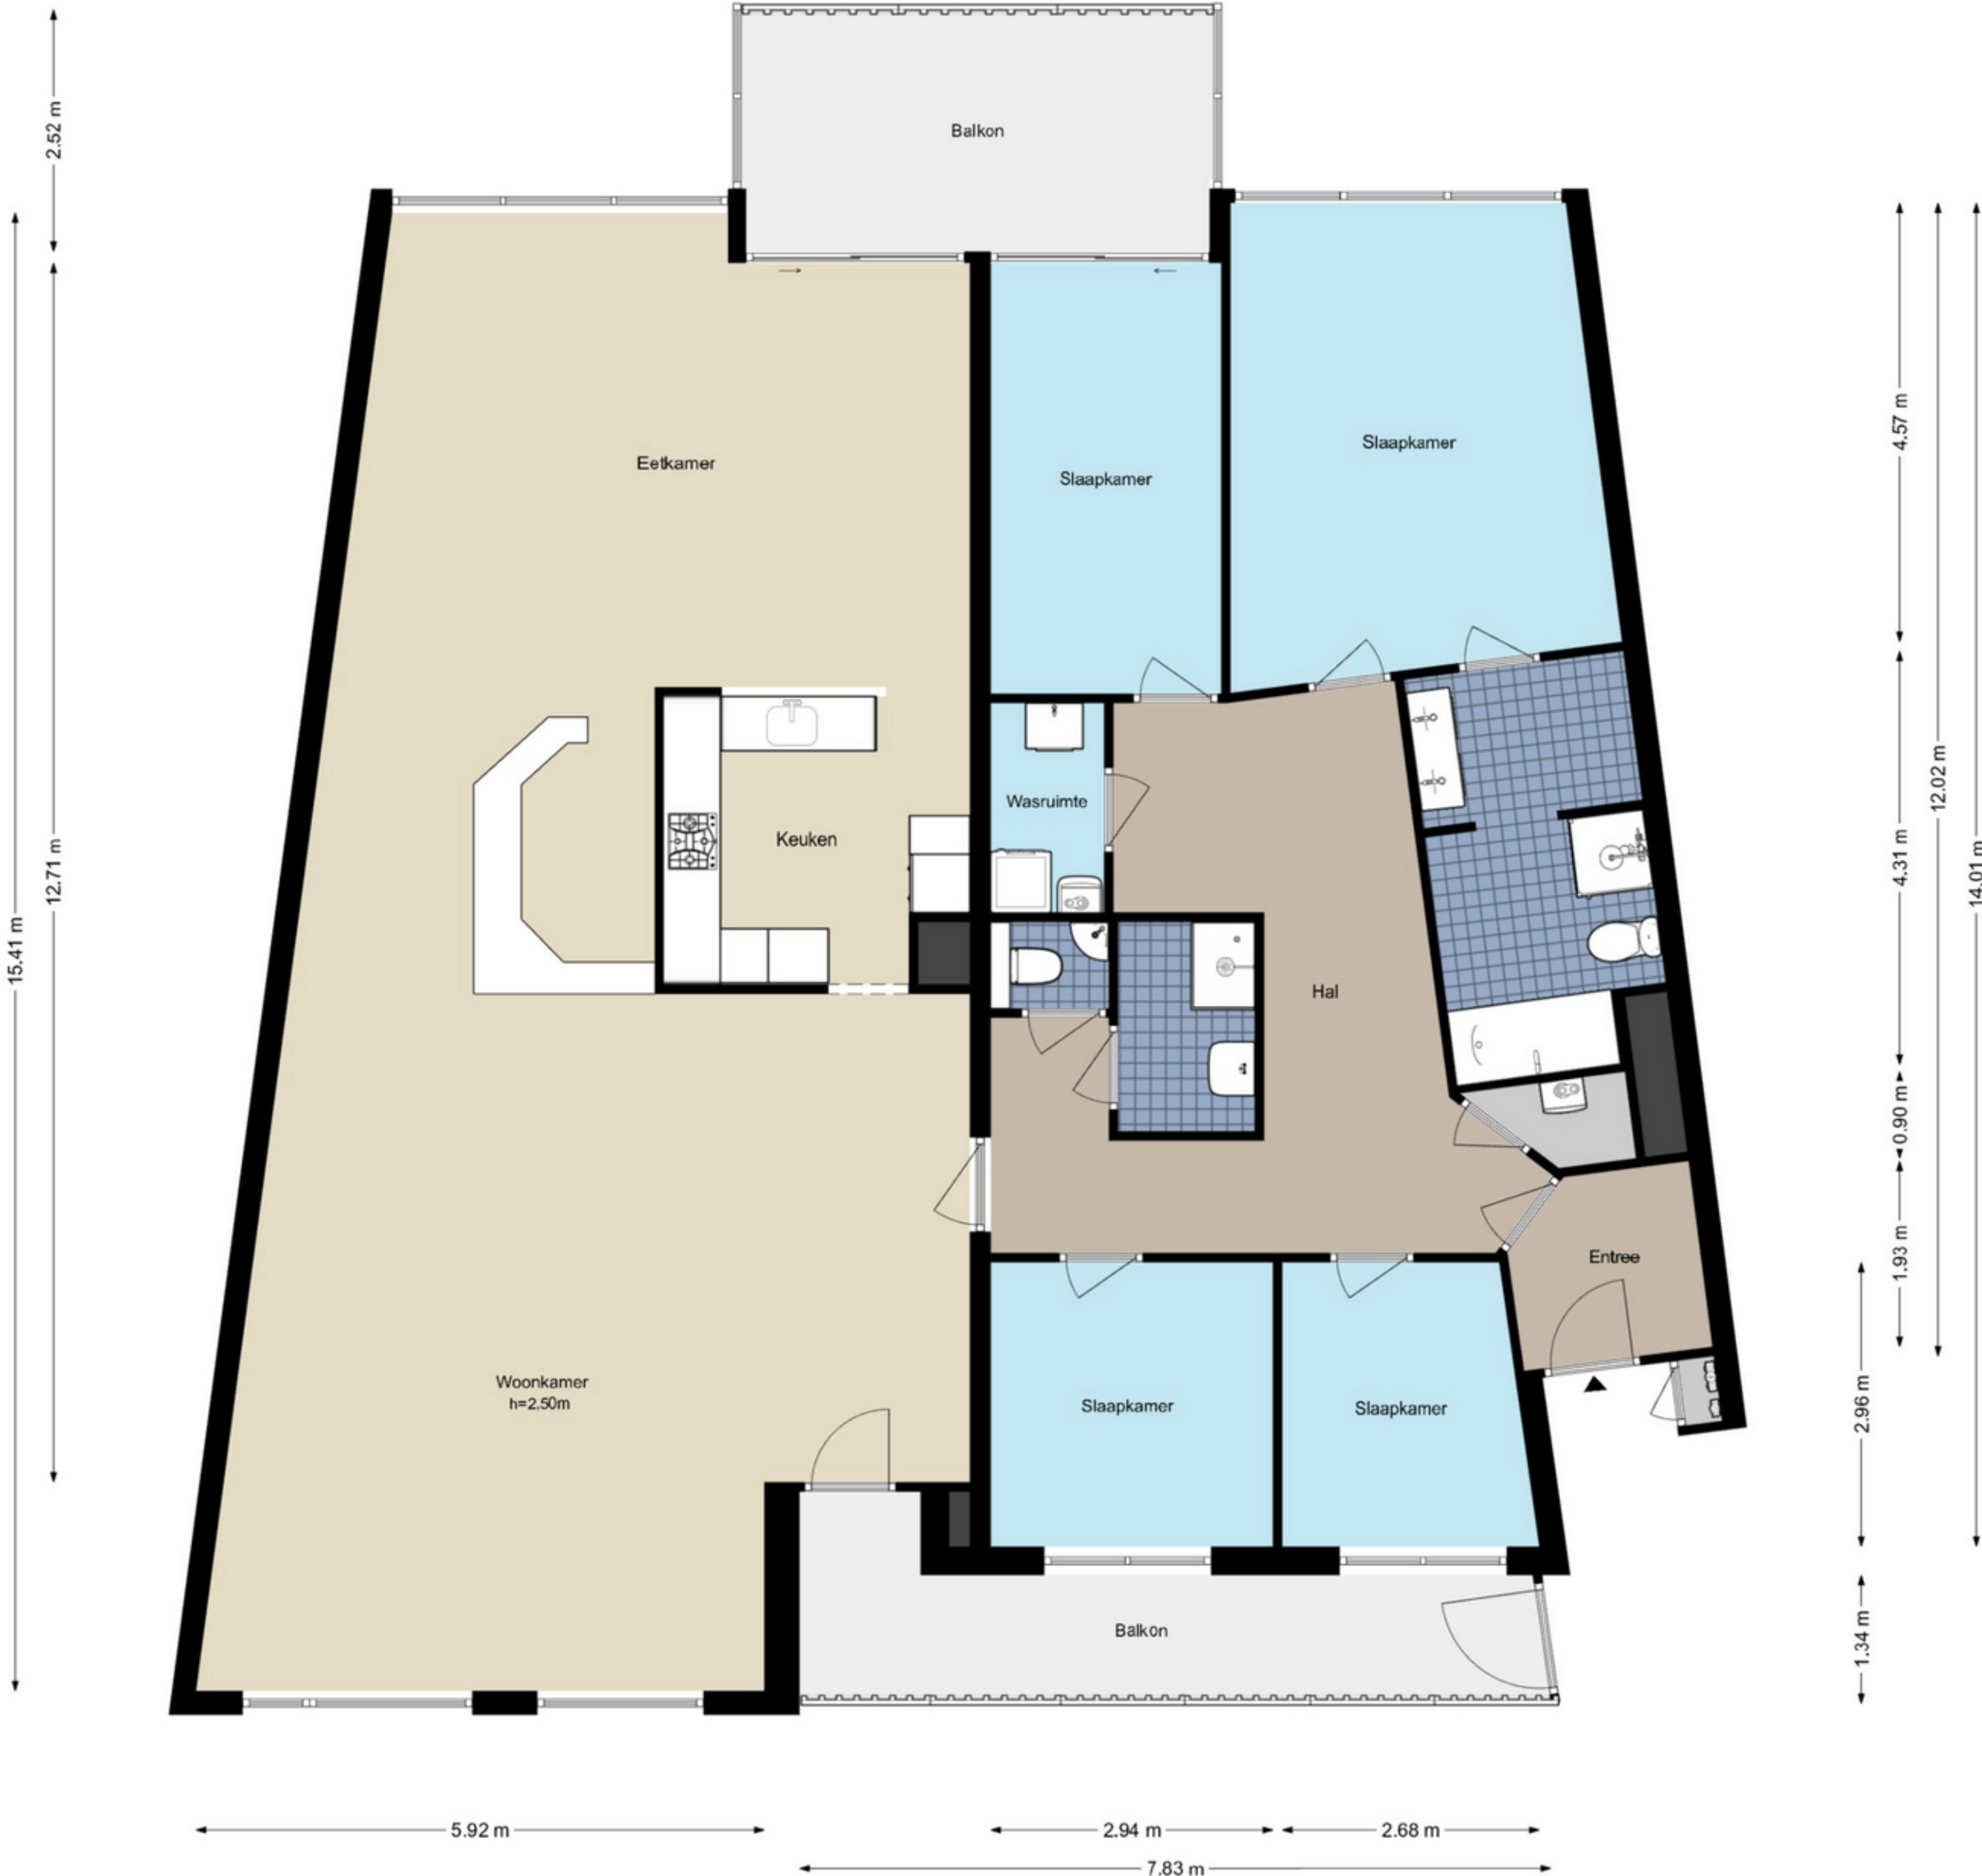 Balkon
2.52 m
Eetkamer
Slaapkamer
Slaapkamer
4.57 m
12.02 m
14.01 m
Wasruimte
Keuken
4.31 m
12.71 m
15.41 m
Hal
0.90 m
1.93 m
Entree
Woonkamer
h=2.50m
Slaapkamer
Slaapkamer
2.96 m
Balkon
1.34 m
5.92 m
2.94 m
2.68 m
7.83 m